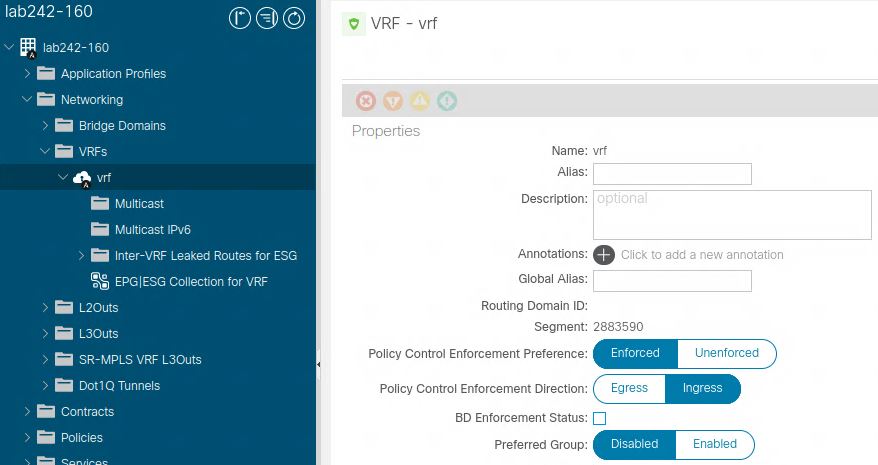 lab242-160
lab242-160
Application Profiles
Networking
Bridge Domains
VRFs
vrf
Multicast
Multicast IPv6
Inter-VRF Leaked Routes for ESG
EPG|ESG Collection for VRF
L2Outs
L3Outs
SR-MPLS VRF L3Outs
Dot1Q Tunnels
Contracts
Policies
Services
VRF - vrf
Properties
Name: vrf
Alias:
Description: optional
Annotations: Click to add a new annotation
Global Alias:
Routing Domain ID:
Segment: 2883590
Policy Control Enforcement Preference: Enforced Unenforced
Policy Control Enforcement Direction: Egress Ingress
BD Enforcement Status:
Preferred Group: Disabled Enabled